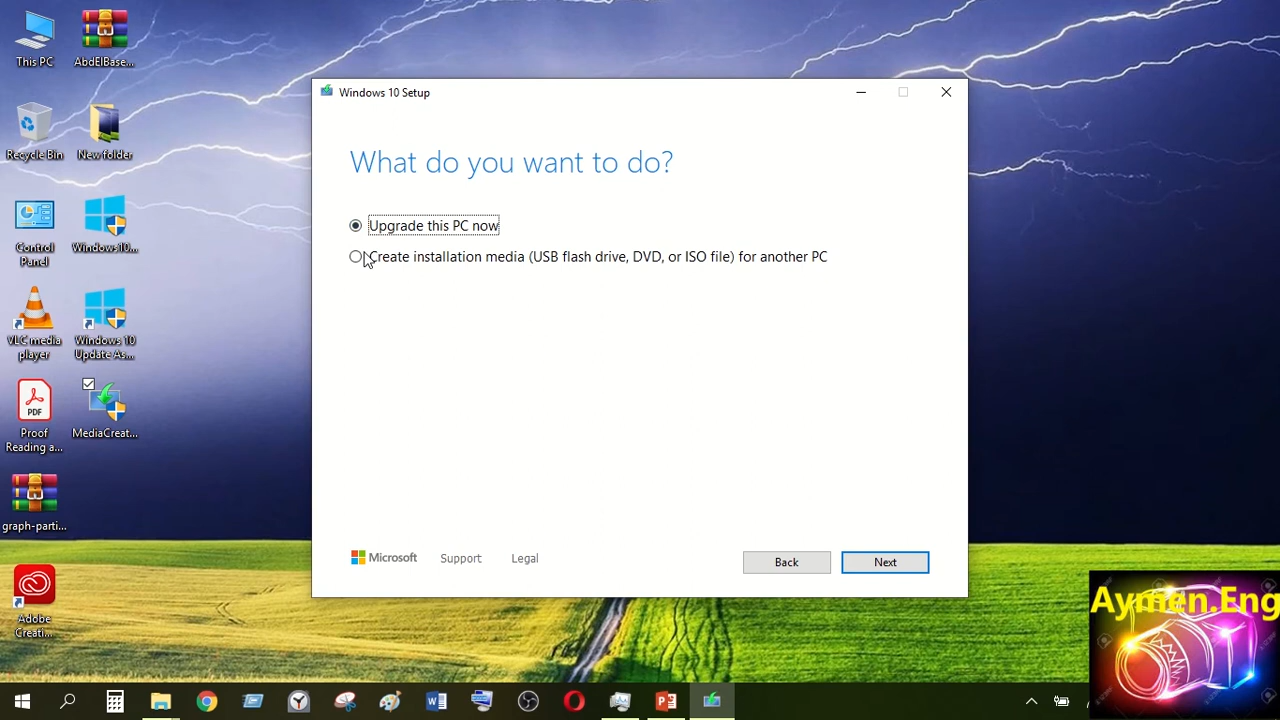 This PC
AbdElBase...
Recycle Bin
New folder
Control
Panel
Windows10...
VLC media
player
Windows 10
Update As...
PDF
Proof
Reading a...
MediaCreat...
graph-parti...
Adobe
Creati...
Windows 10 Setup
What do you want to do?
Upgrade this PC now
Create installation media (USB flash drive, DVD, or ISO file) for another PC
Microsoft
Support
Legal
Back
Next
Aymen.Eng